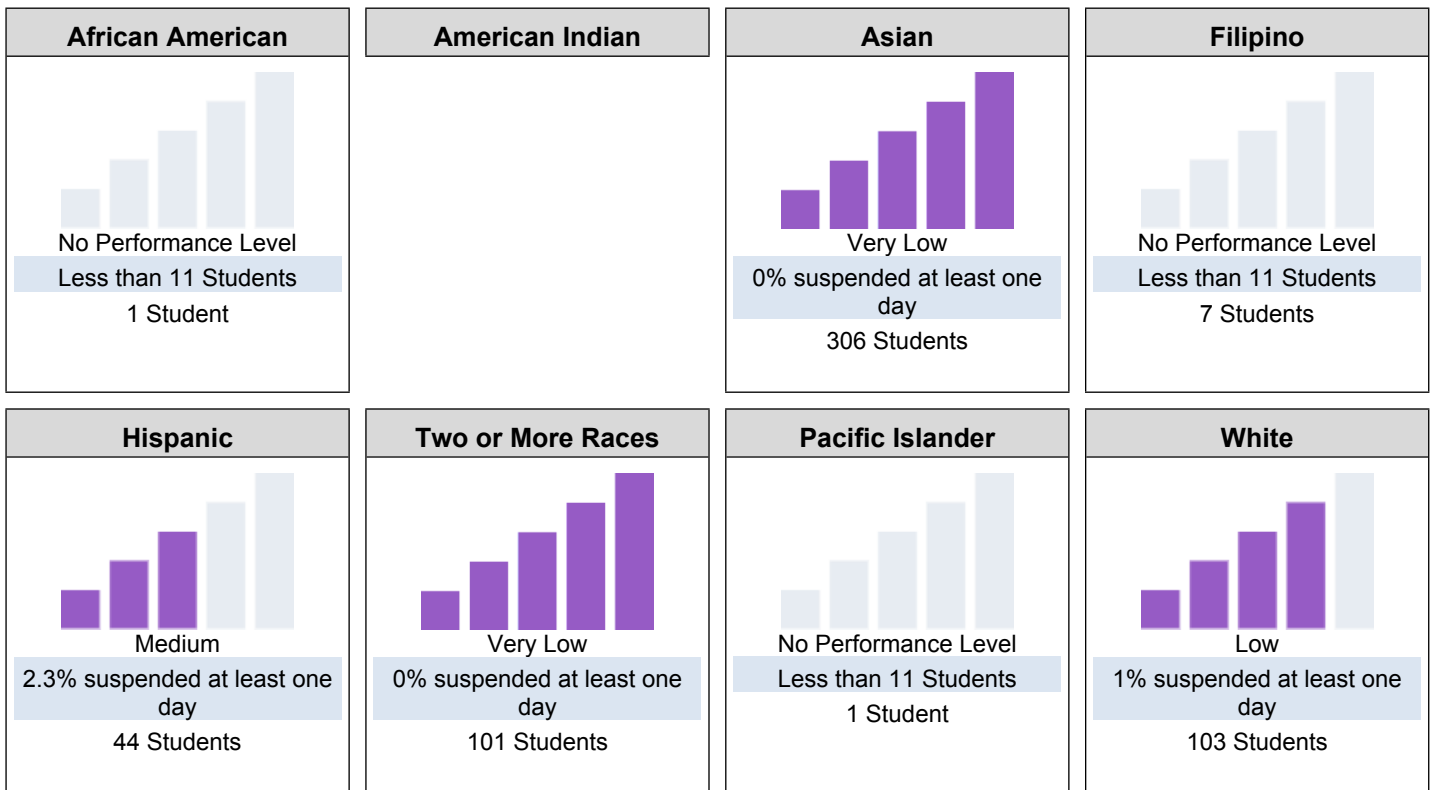 African American
No Performance Level
Less than 11 Students
1 Student
American Indian
Asian
Very Low
0% suspended at least one
day
306 Students
Filipino
No Performance Level
Less than 11 Students
7 Students
Hispanic
Medium
2.3% suspended at least one
day
44 Students
Two or More Races
Very Low
0% suspended at least one
day
101 Students
Pacific Islander
No Performance Level
Less than 11 Students
1 Student
White
Low
1% suspended at least one
day
103 Students